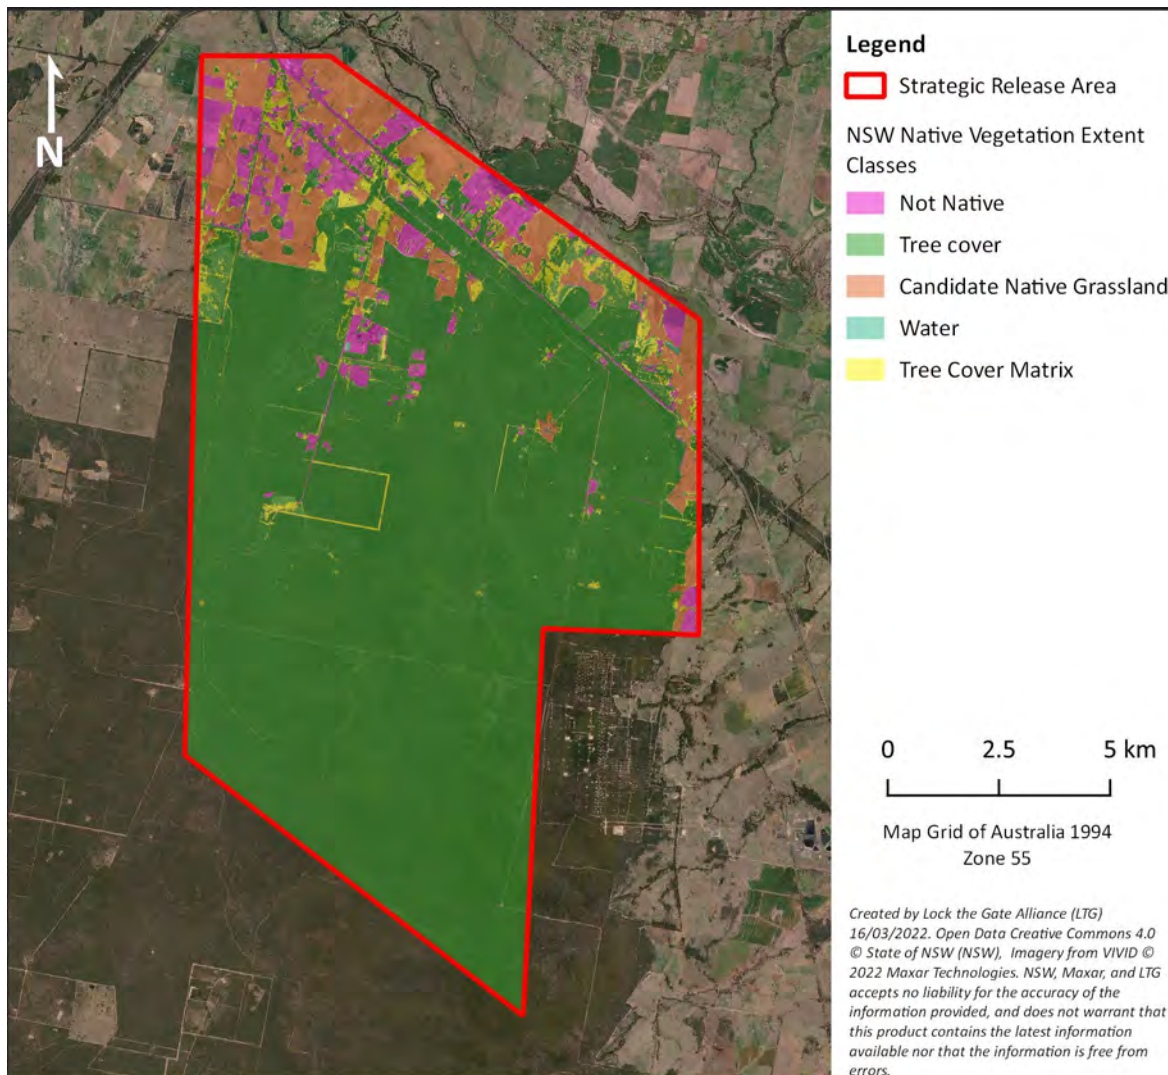 N
Legend
Strategic Release Area
NSW Native Vegetation Extent
Classes
Not Native
Tree cover
Candidate Native Grassland
Water
Tree Cover Matrix
0 2.5 5 km
Map Grid of Australia 1994
Zone 55
Created by Lock the Gate Alliance (LTG)
16/03/2022. Open Data Creative Commons 4.0
© State of NSW (NSW), Imagery from VIVID ©
2022 Maxar Technologies. NSW, Maxar, and LTG
accepts no liability for the accuracy of the
information provided, and does not warrant that
this product contains the latest information
available nor that the information is free from
errors.